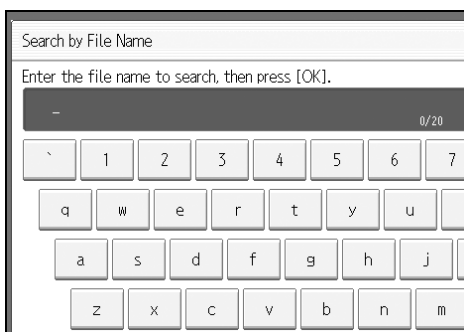 Search by File Name
Enter the file name to search, then press [OK].
_
0/20
` 1 2 3 4 5 6 7
q w e r t y u
a s d f g h j
z x c v b n m